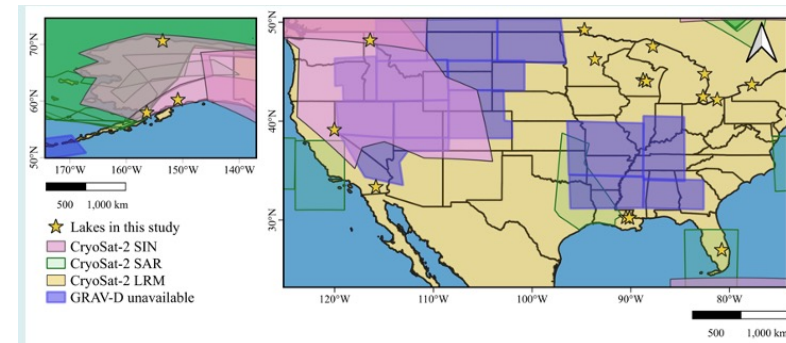 70°N
60°N
50°N
170°W 160°W 150°W 140°W
500 1,000 km
Lakes in this study
CryoSat-2 SIN
CryoSat-2 SAR
CryoSat-2 LRM
GRAV-D unavailable
50°N
40°N
30°N
120°W 110°W 100°W 90°W 80°W
500 1,000 km